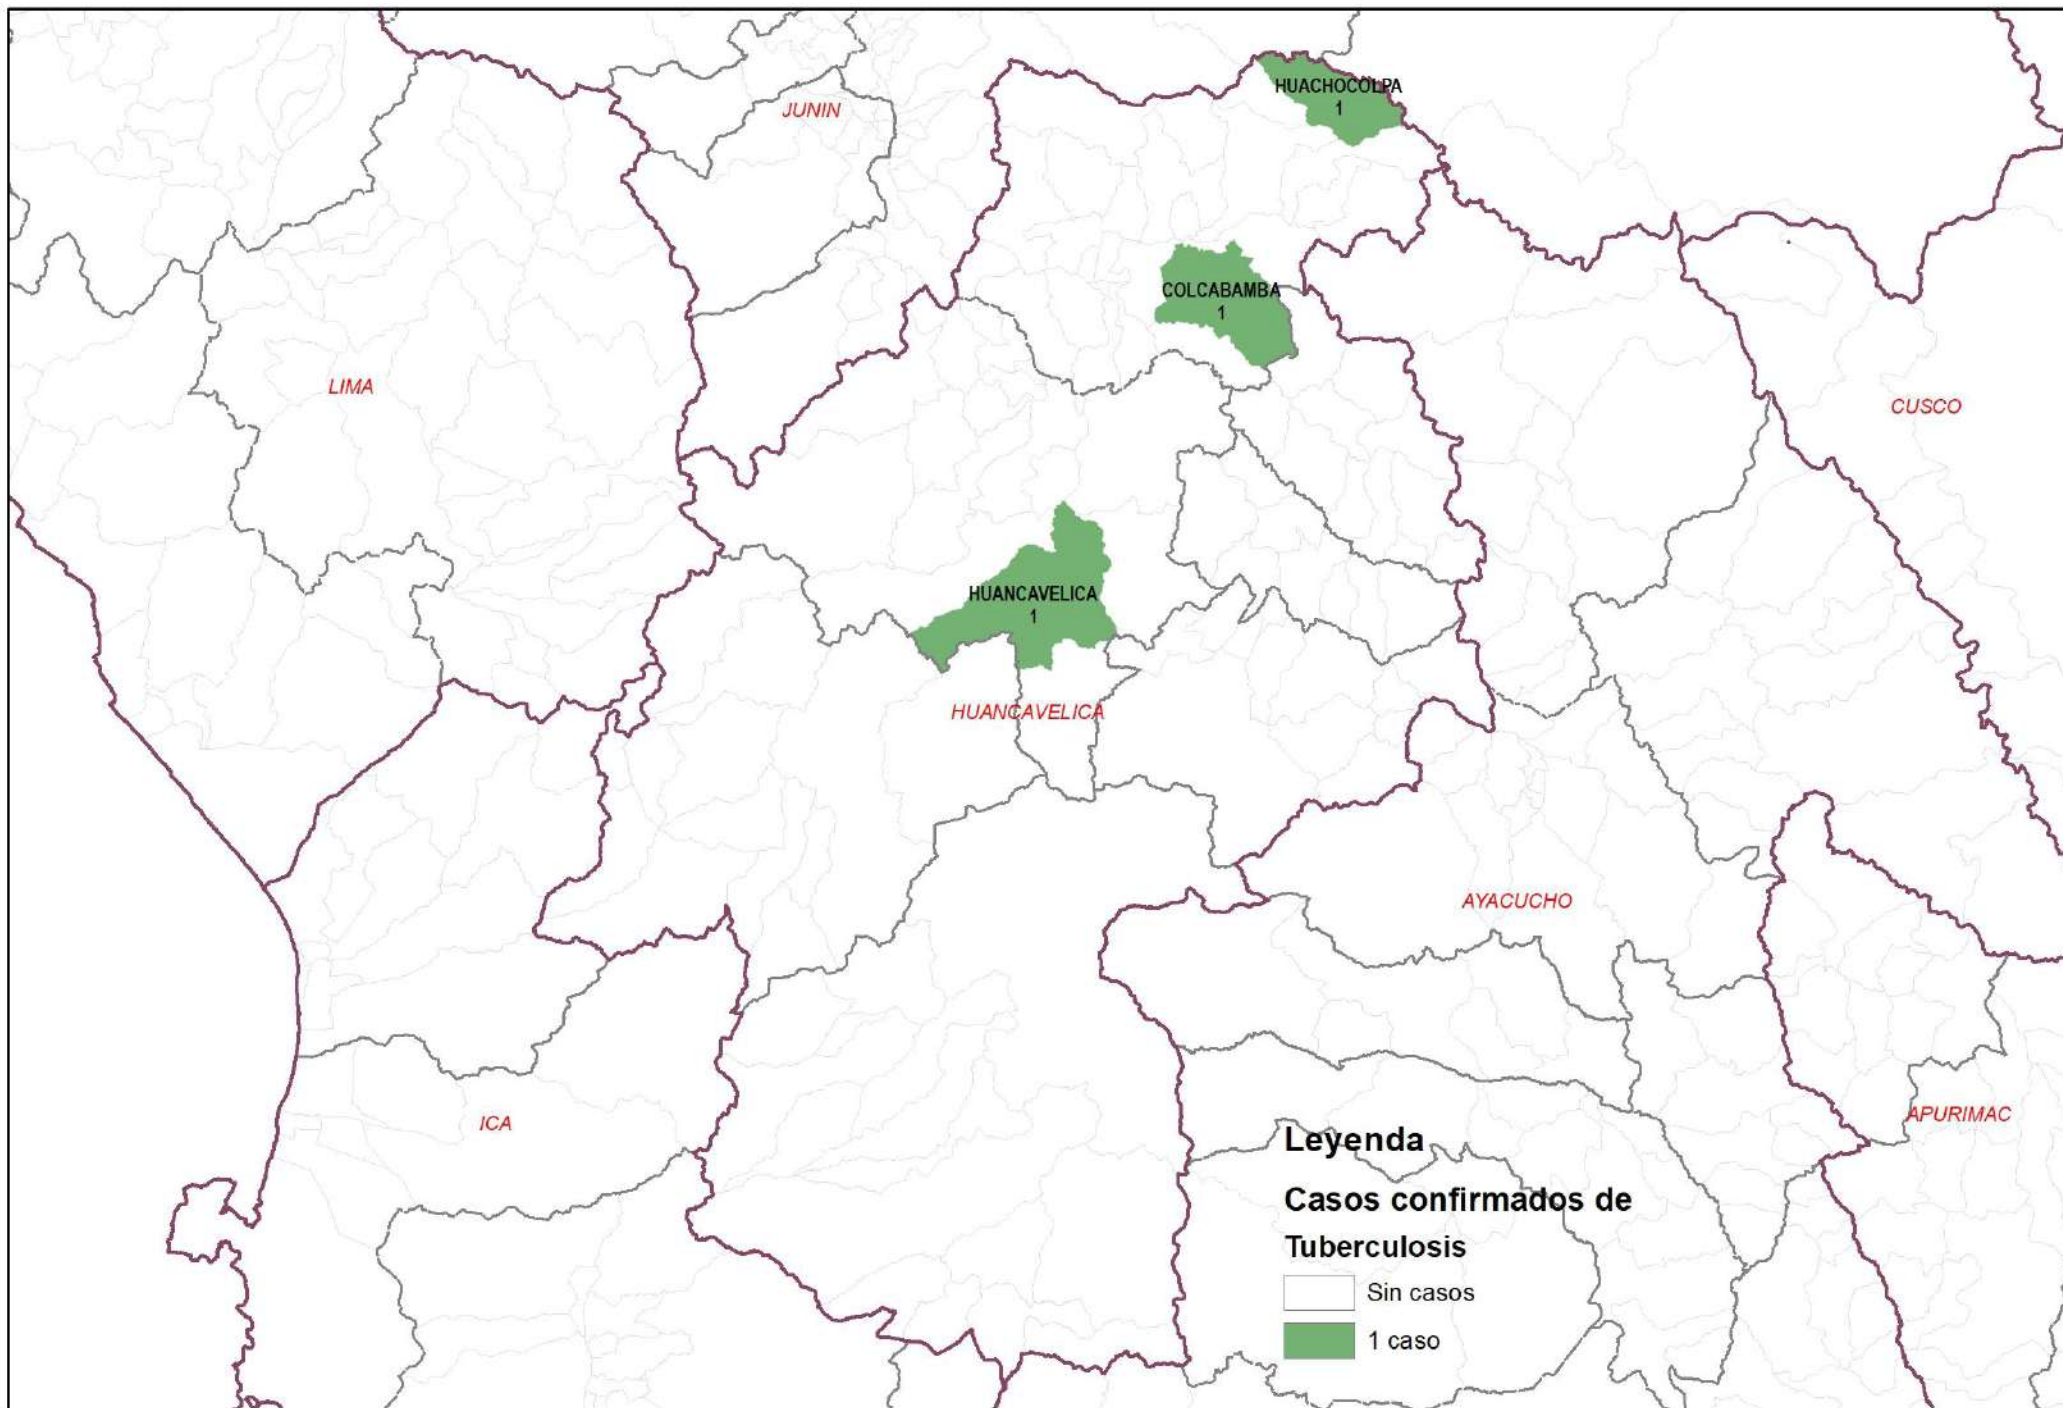 HUACHOCOLPA
1
JUNIN
COLCABAMBA
1
LIMA
CUSCO
HUANCAVELICA
1
HUANCAVELICA
AYACUCHO
ICA
APURIMAC
Leyenda
Casos confirmados de
Tuberculosis
Sin casos
1 caso